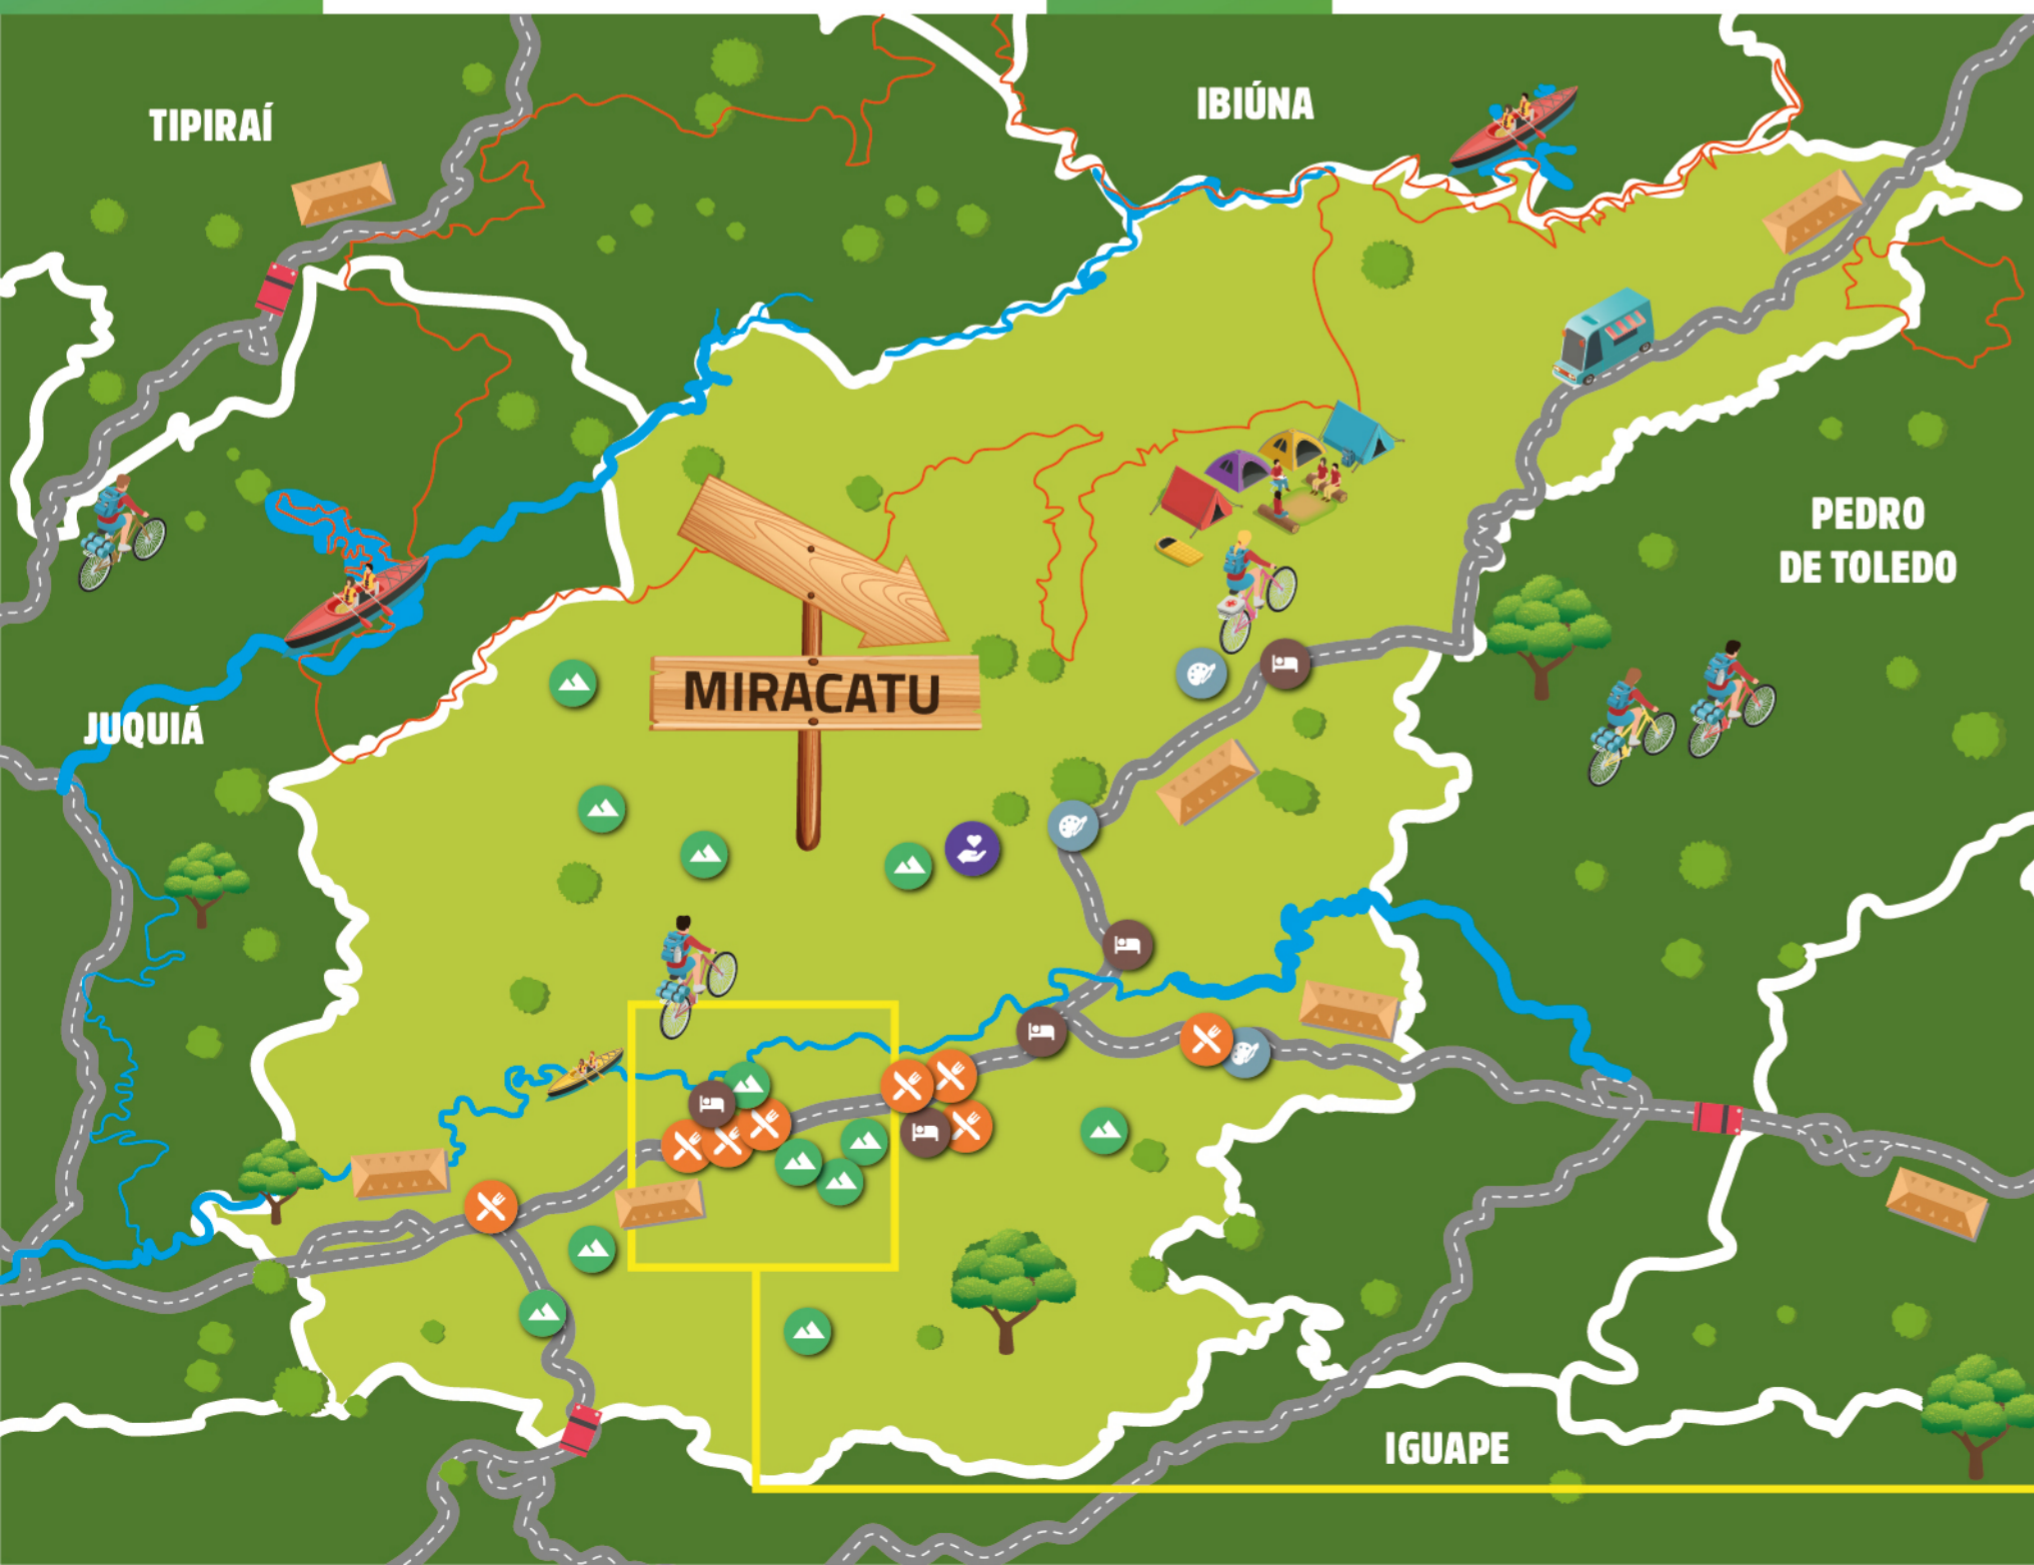 TIPIRAÍ
IBIÚNA
PEDRO
DE TOLEDO
MIRACATU
JUQUIÁ
IGUAPE